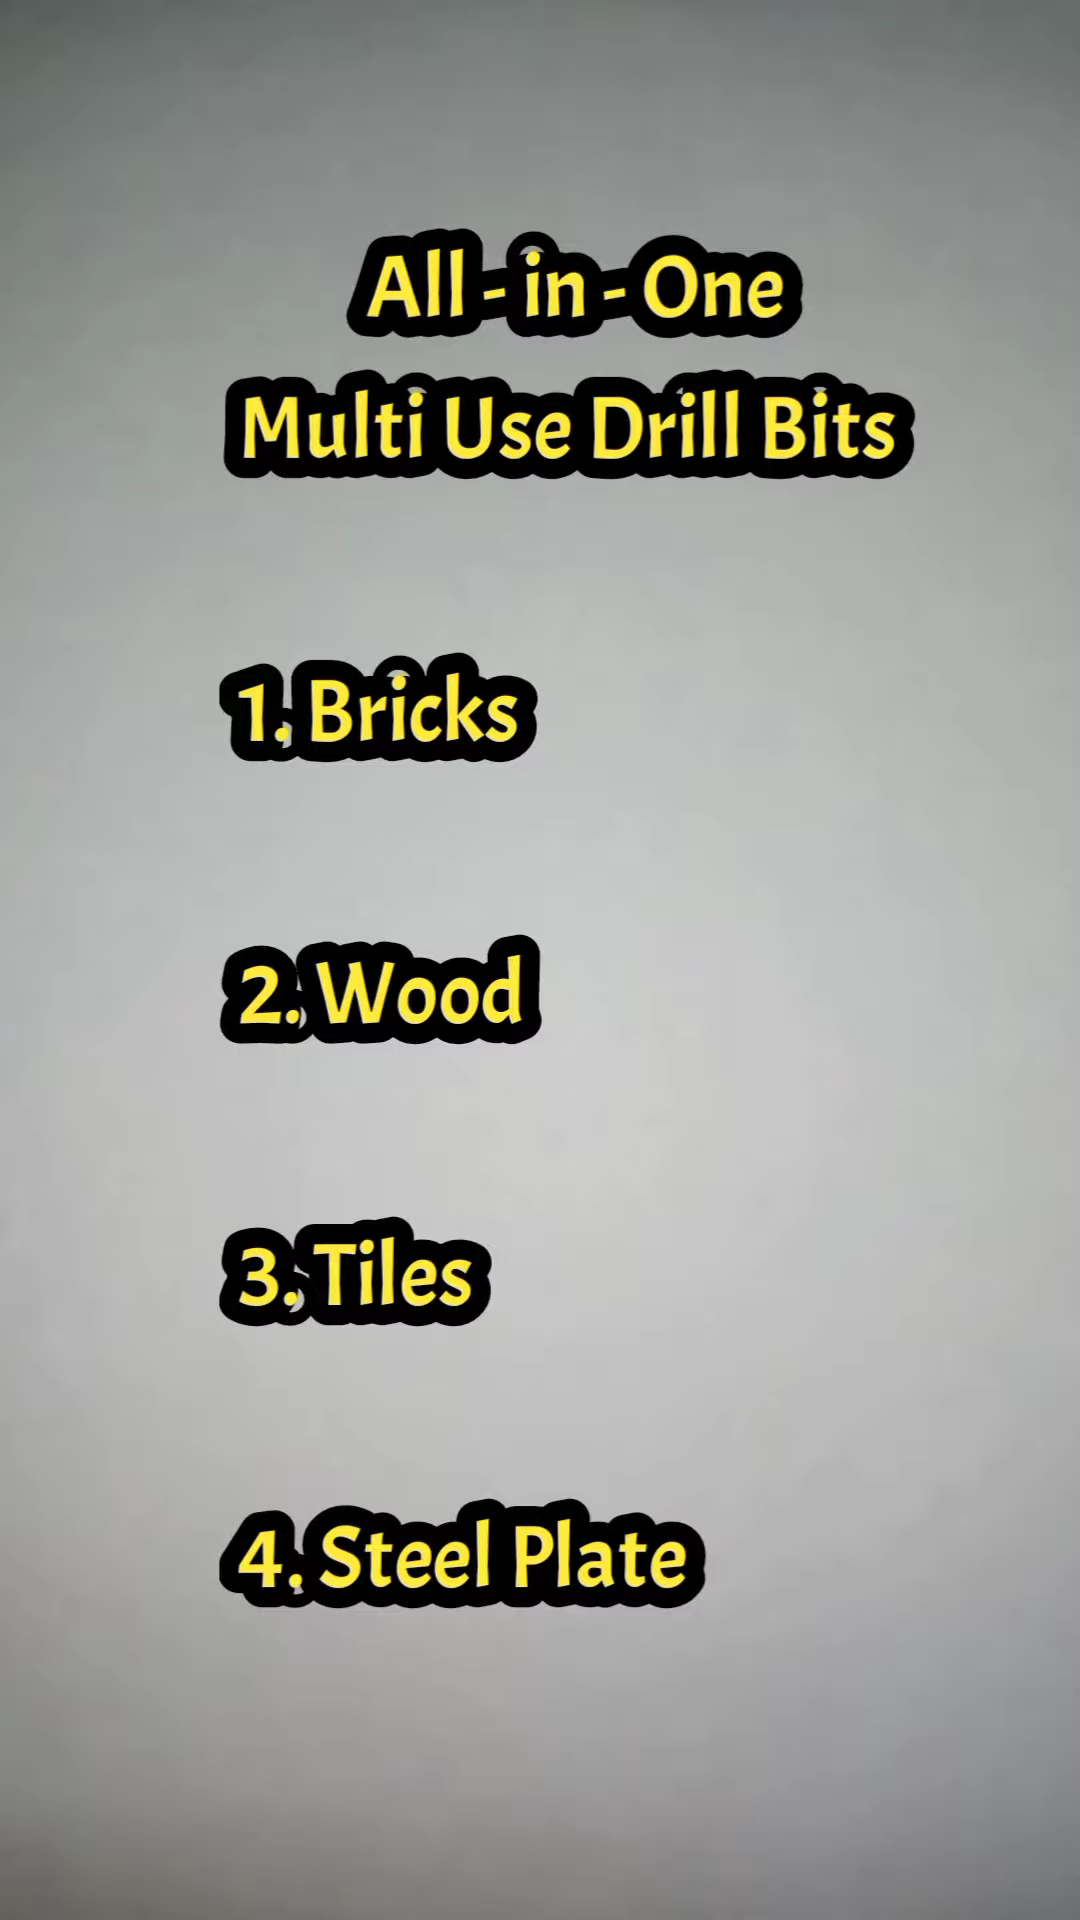 All - in - One
Multi Use Drill Bits
1. Bricks
2. Wood
3. Tiles
4. Steel Plate